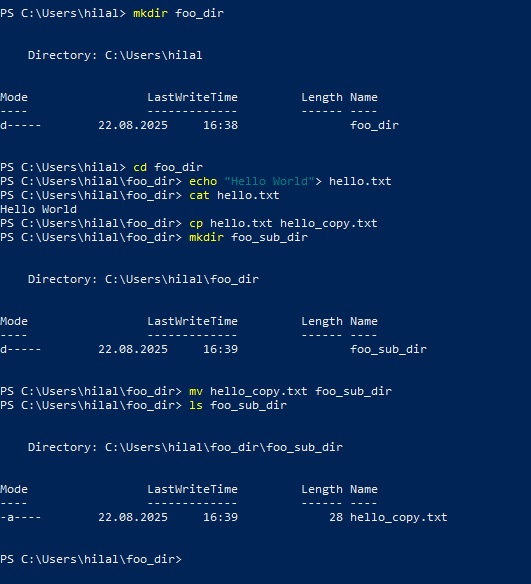 PS C:\Users\hilal> mkdir foo_dir
Directory: C:\Users\hilal
Mode LastWriteTime Length Name
---- ------------- ------ ----
d----- 22.08.2025 16:38 foo_dir
PS C:\Users\hilal> cd foo_dir
PS C:\Users\hilal\foo_dir> echo "Hello World"> hello.txt
PS C:\Users\hilal\foo_dir> cat hello.txt
Hello World
PS C:\Users\hilal\foo_dir> cp hello.txt hello_copy.txt
PS C:\Users\hilal\foo_dir> mkdir foo_sub_dir
Directory: C:\Users\hilal\foo_dir
Mode LastWriteTime Length Name
---- ------------- ------ ----
d----- 22.08.2025 16:39 foo_sub_dir
PS C:\Users\hilal\foo_dir> mv hello_copy.txt foo_sub_dir
PS C:\Users\hilal\foo_dir> ls foo_sub_dir
Directory: C:\Users\hilal\foo_dir\foo_sub_dir
Mode LastWriteTime Length Name
---- ------------- ------ ----
-a---- 22.08.2025 16:39 28 hello_copy.txt
PS C:\Users\hilal\foo_dir>